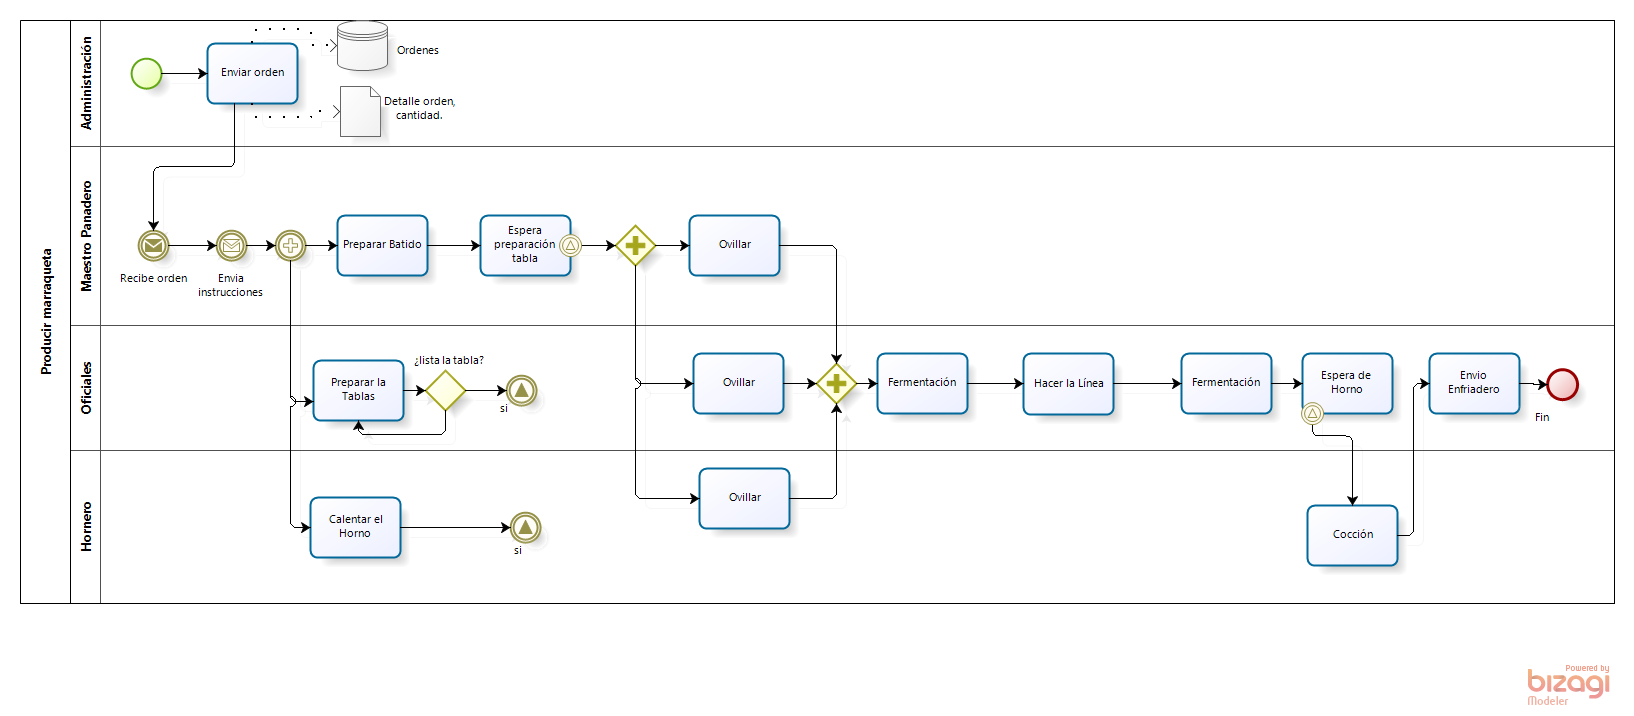 Producir marraqueta
Administración
Enviar orden
Ordenes
Detalle orden,
cantidad.
Maestro Panadero
Recibe orden
Envia
instrucciones
Preparar Batido
Espera
preparación
tabla
Ovillar
Oficiales
Preparar la
Tablas
¿lista la tabla?
si
Ovillar
Fermentación
Hacer la Línea
Fermentación
Espera de
Horno
Envio
Enfriadero
Fin
Hornero
Calentar el
Horno
si
Ovillar
Cocción
Powered by
bizagi
Modeler